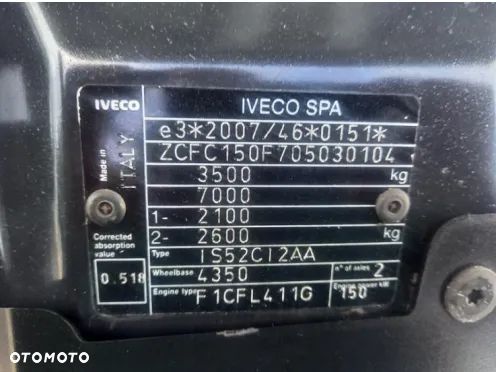 IVECO
IVECO SPA
Made in
ITALY
e3*2007/46*0151*
ZCFC150F705030104
3500 kg
7000
1- 2100
2- 2600 kg
Corrected
absorption
value
0.518
Type IS52CI2AA
Wheelbase 4350 n° of axles 2
Engine type F1CFL411G Engine power kW 150
OTOMOTO
OTOMOTO